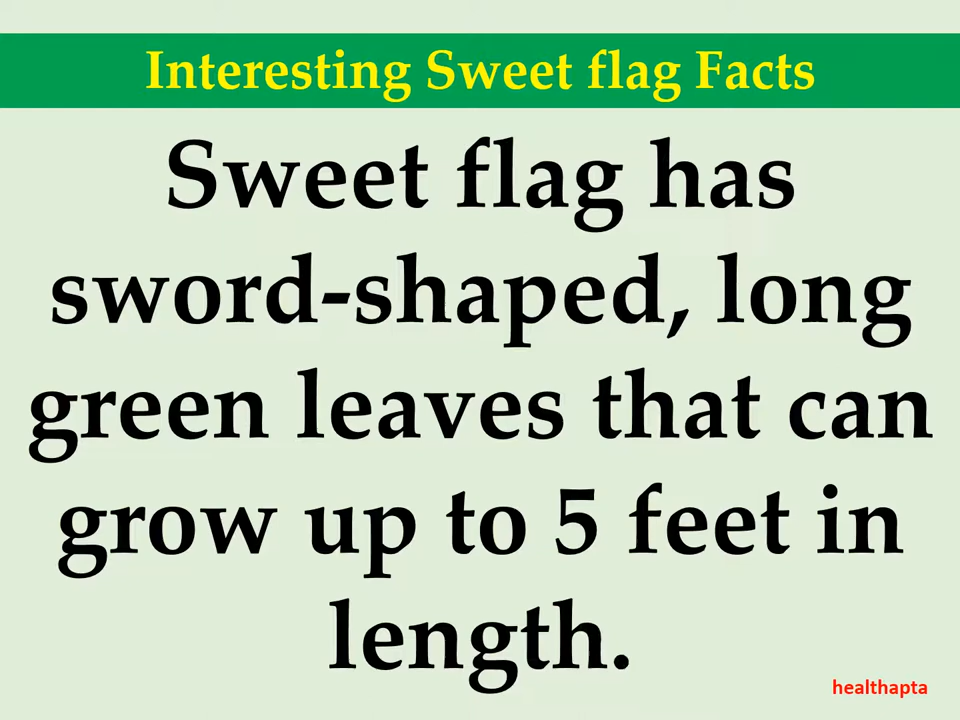 Interesting Sweet flag Facts
Sweet flag has
sword-shaped, long
green leaves that can
grow up to 5 feet in
length.
healthapta